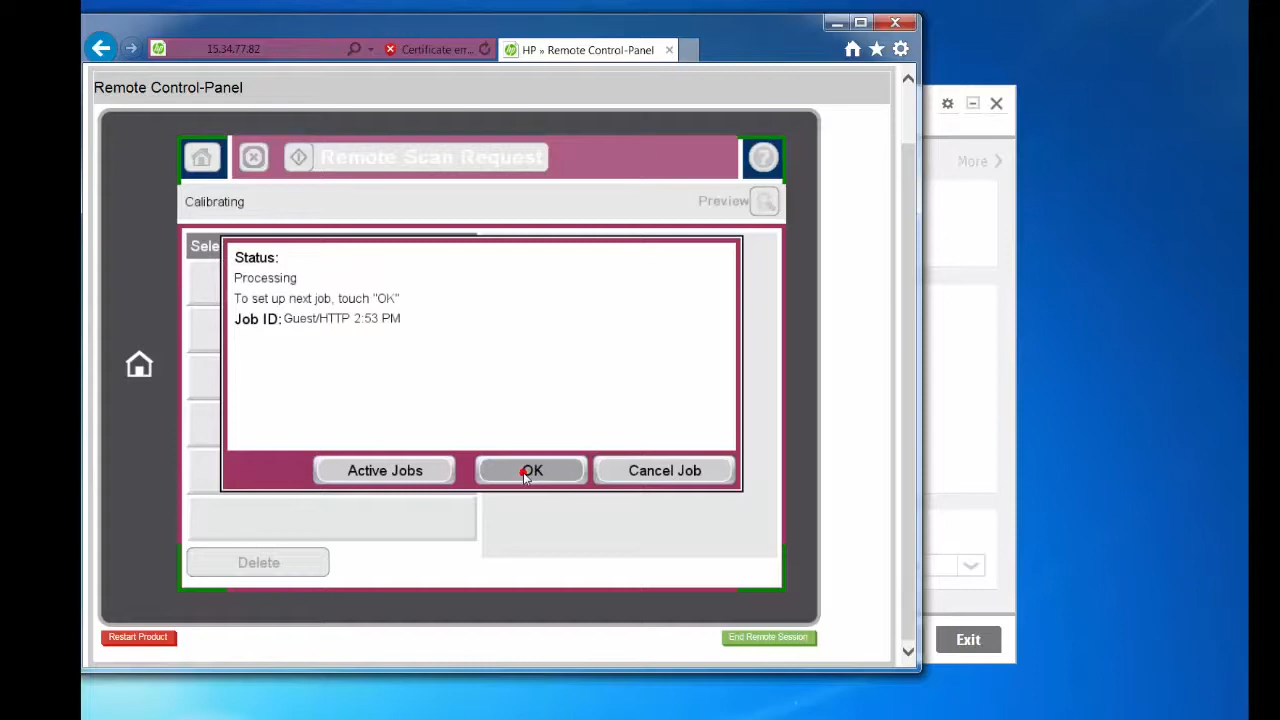 15.34.77.82
Certificate err...
HP » Remote Control-Panel
Remote Control-Panel
Remote Scan Request
?
More
Calibrating
Preview
Sele
Status:
Processing
To set up next job, touch "OK"
Job ID: Guest/HTTP 2:53 PM
Active Jobs
OK
Cancel Job
Delete
Restart Product
End Remote Session
Exit